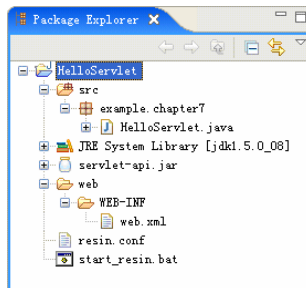 Package Explorer
HelloServlet
src
example.chapter7
HelloServlet.java
JRE System Library [jdk1.5.0_08]
servlet-api.jar
web
WEB-INF
web.xml
resin.conf
start_resin.bat